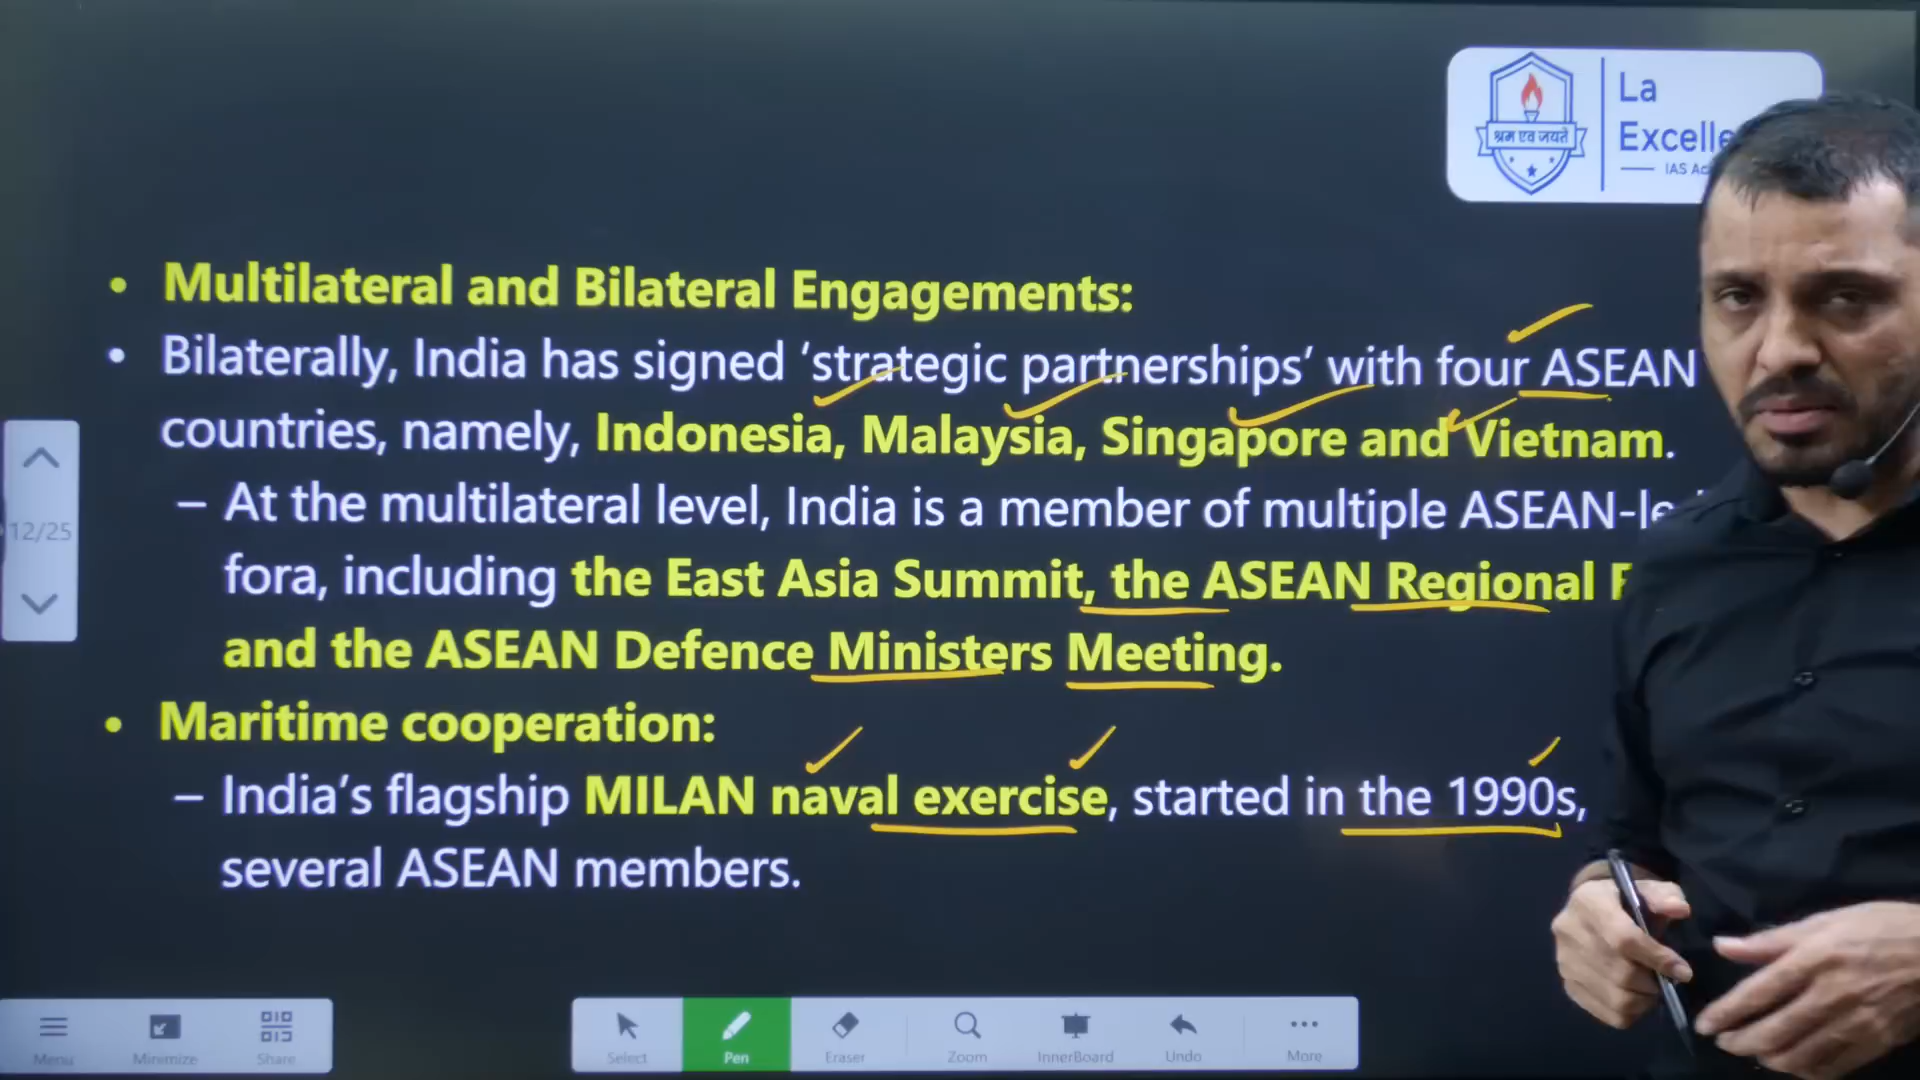 La
श्रम एव जयते
IAS
• Multilateral and Bilateral Engagements:
• Bilaterally, India has signed ‘strategic partnerships’ with four ASEAN
countries, namely, Indonesia, Malaysia, Singapore and Vietnam.
– At the multilateral level, India is a member of multiple
fora, including the East Asia Summit, the ASEAN Regional
and the ASEAN Defence Ministers Meeting.
• Maritime cooperation:
– India’s flagship MILAN naval exercise, started in the 1990s,
several ASEAN members.
12/25
Menu Minimize Share Select Pen Eraser Zoom InnerBoard Undo More